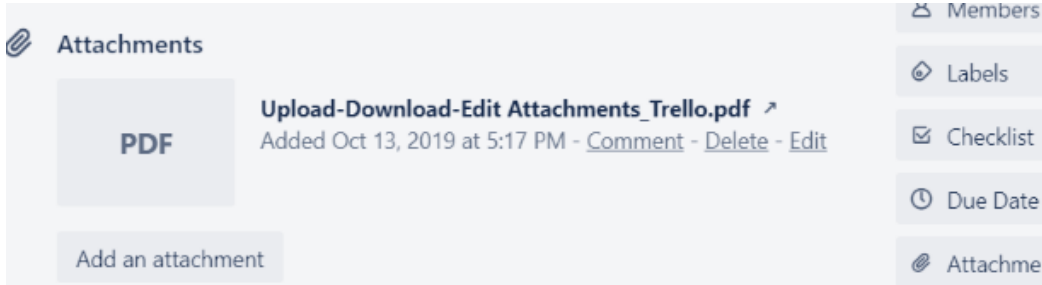 Attachments
PDF
Upload-Download-Edit Attachments_Trello.pdf ↗
Added Oct 13, 2019 at 5:17 PM - Comment - Delete - Edit
Add an attachment
Members
Labels
Checklist
Due Date
Attachme